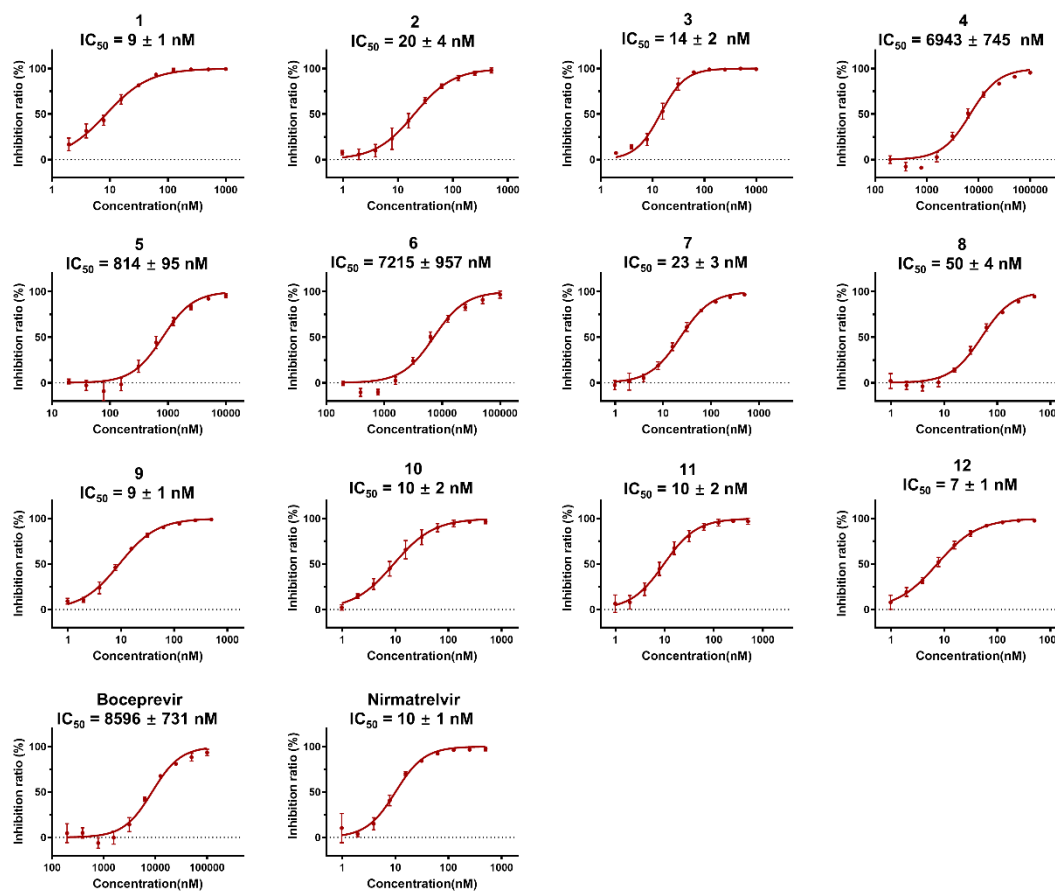 1
IC50 = 9 ± 1 nM
Inhibition ratio (%)
100
50
0
1
10
100
1000
Concentration(nM)
2
IC50 = 20 ± 4 nM
Inhibition ratio (%)
100
50
0
1
10
100
1000
Concentration(nM)
3
IC50 = 14 ± 2 nM
Inhibition ratio (%)
100
50
0
1
10
100
1000
Concentration(nM)
4
IC50 = 6943 ± 745 nM
Inhibition ratio (%)
100
50
0
100
1000
10000
100000
Concentration(nM)
5
IC50 = 814 ± 95 nM
Inhibition ratio (%)
100
50
0
10
100
1000
10000
Concentration(nM)
6
IC50 = 7215 ± 957 nM
Inhibition ratio (%)
100
50
0
100
1000
10000
100000
Concentration(nM)
7
IC50 = 23 ± 3 nM
Inhibition ratio (%)
100
50
0
1
10
100
1000
Concentration(nM)
8
IC50 = 50 ± 4 nM
Inhibition ratio (%)
100
50
0
1
10
100
1000
Concentration(nM)
9
IC50 = 9 ± 1 nM
Inhibition ratio (%)
100
50
0
1
10
100
1000
Concentration(nM)
10
IC50 = 10 ± 2 nM
Inhibition ratio (%)
100
50
0
1
10
100
1000
Concentration(nM)
11
IC50 = 10 ± 2 nM
Inhibition ratio (%)
100
50
0
1
10
100
1000
Concentration(nM)
12
IC50 = 7 ± 1 nM
Inhibition ratio (%)
100
50
0
1
10
100
1000
Concentration(nM)
Boceprevir
IC50 = 8596 ± 731 nM
Inhibition ratio (%)
100
50
0
100
1000
10000
100000
Concentration(nM)
Nirmatrelvir
IC50 = 10 ± 1 nM
Inhibition ratio (%)
100
50
0
1
10
100
1000
Concentration(nM)